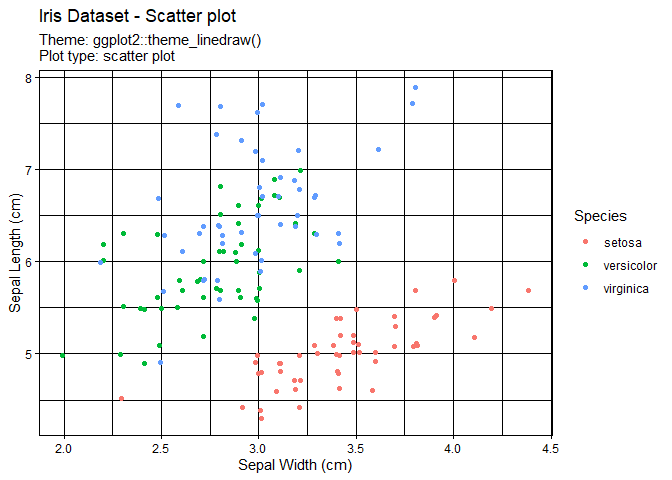 Iris Dataset - Scatter plot
Theme: ggplot2::theme_linedraw()
Plot type: scatter plot
Sepal Length (cm)
8
7
6
5
2.0 2.5 3.0 3.5 4.0 4.5
Sepal Width (cm)
Species
setosa
versicolor
virginica